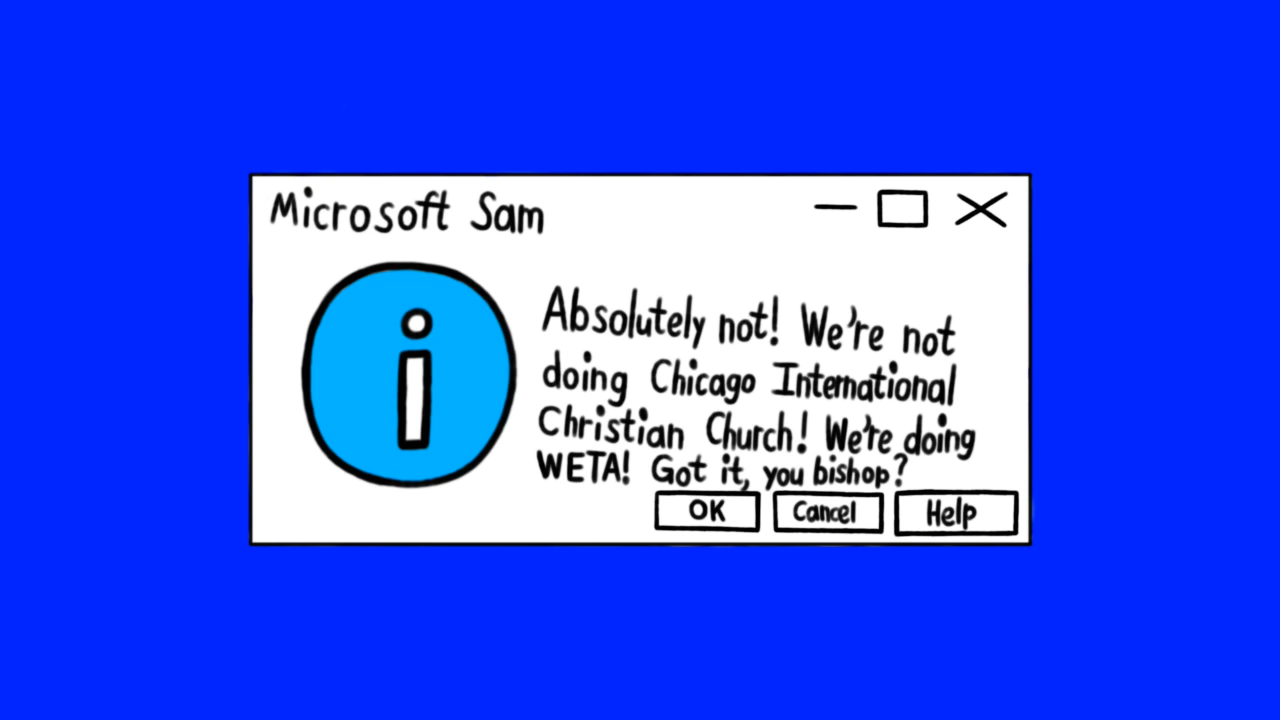 Microsoft Sam
Absolutely not! We're not
doing Chicago International
Christian Church! We're doing
WETA! Got it, you bishop?
OK Cancel Help